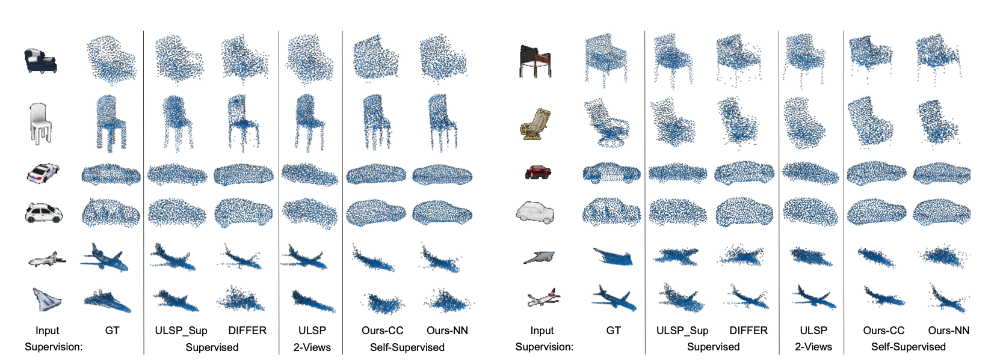 Input GT ULSP_Sup DIFFER ULSP Ours-CC Ours-NN Input GT ULSP_Sup DIFFER ULSP Ours-CC Ours-NN
Supervision: Supervised 2-Views Self-Supervised Supervision: Supervised 2-Views Self-Supervised